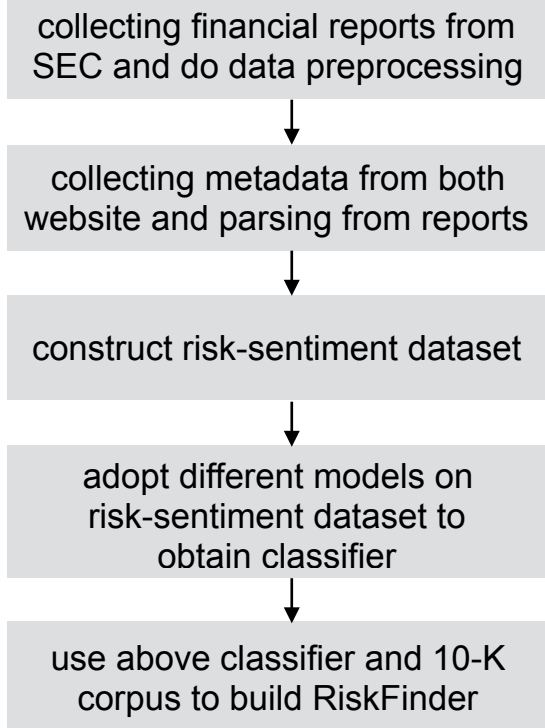 collecting financial reports from
SEC and do data preprocessing
collecting metadata from both
website and parsing from reports
construct risk-sentiment dataset
adopt different models on
risk-sentiment dataset to
obtain classifier
use above classifier and 10-K
corpus to build RiskFinder